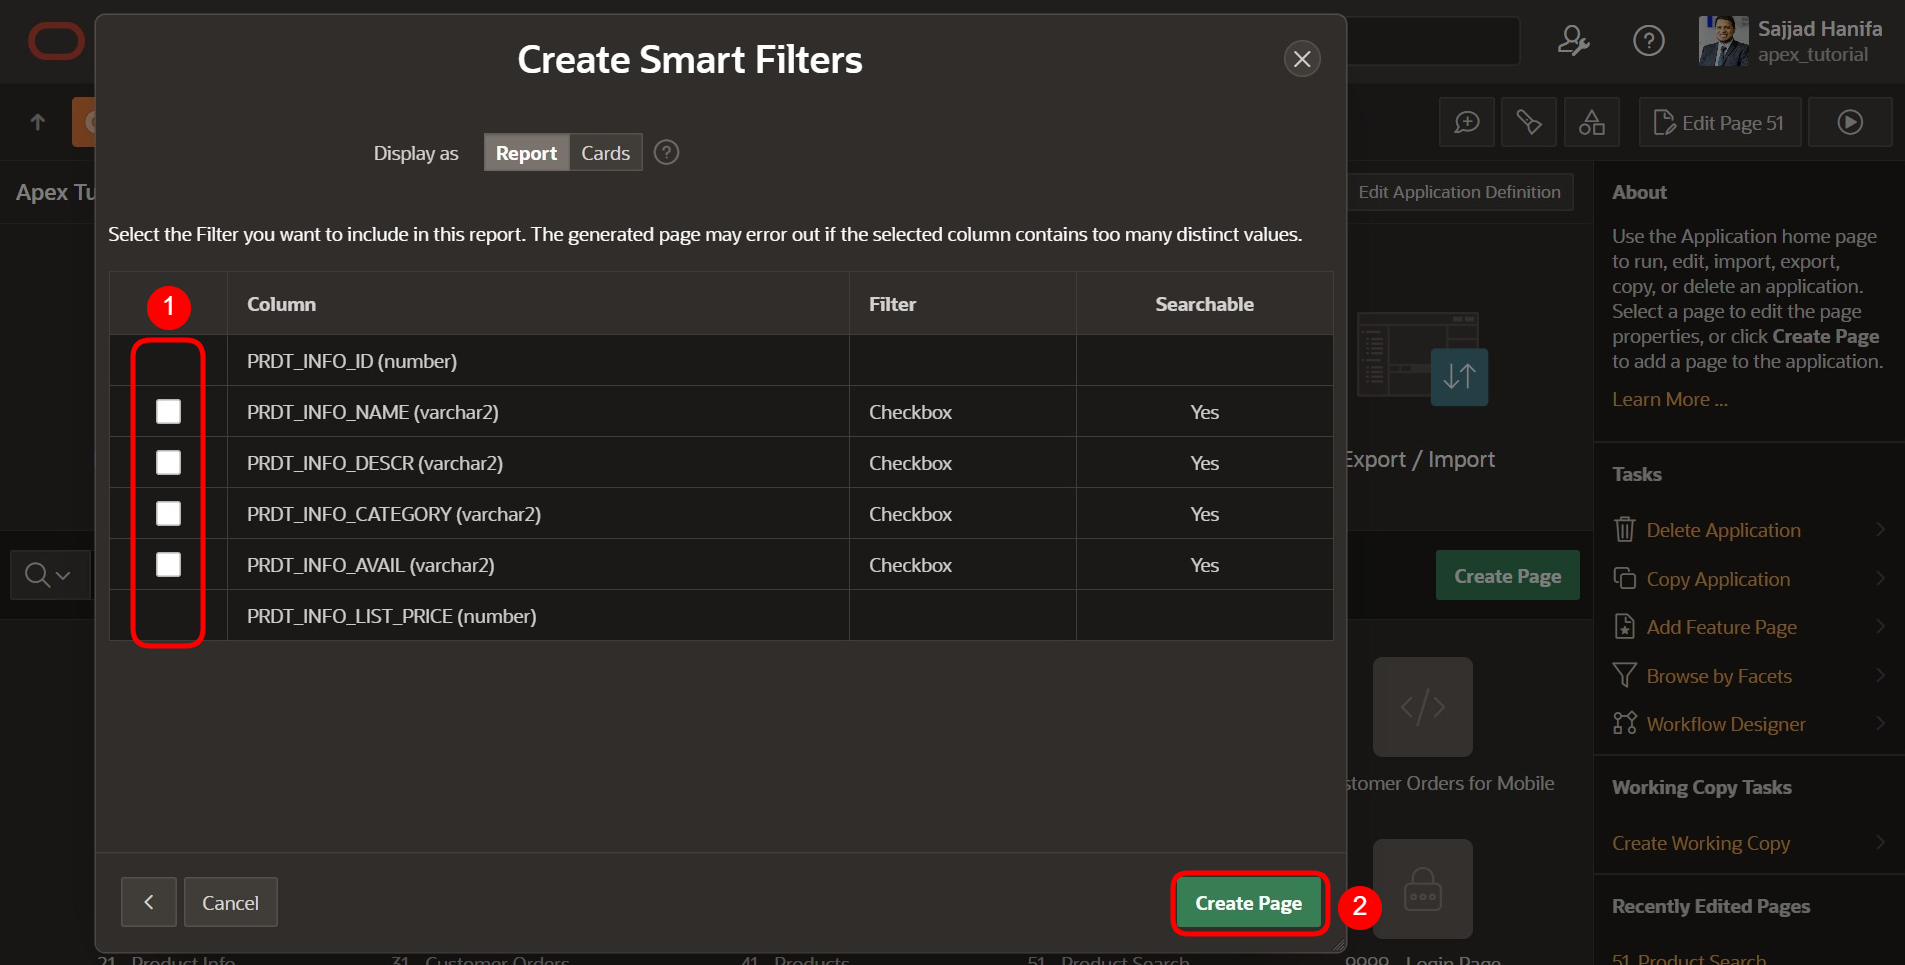 Create Smart Filters
Sajjad Hanifa
apex_tutorial
Edit Page 51
Display as
Report
Cards
Apex Tu
Edit Application Definition
About
Select the Filter you want to include in this report. The generated page may error out if the selected column contains too many distinct values.
Use the Application home page
to run, edit, import, export,
copy, or delete an application.
Select a page to edit the page
properties, or click Create Page
to add a page to the application.
Learn More ...
1
Column
Filter
Searchable
PRDT_INFO_ID (number)
PRDT_INFO_NAME (varchar2)
Checkbox
Yes
PRDT_INFO_DESCR (varchar2)
Checkbox
Yes
PRDT_INFO_CATEGORY (varchar2)
Checkbox
Yes
PRDT_INFO_AVAIL (varchar2)
Checkbox
Yes
PRDT_INFO_LIST_PRICE (number)
Export / Import
Tasks
Delete Application
Create Page
Copy Application
Add Feature Page
Browse by Facets
Workflow Designer
stomer Orders for Mobile
Working Copy Tasks
Create Working Copy
Cancel
Create Page
2
Recently Edited Pages
21 - Product Info
31 - Customer Orders
41 - Products
51 - Product Search
9999 - Login Page
51 Product Search